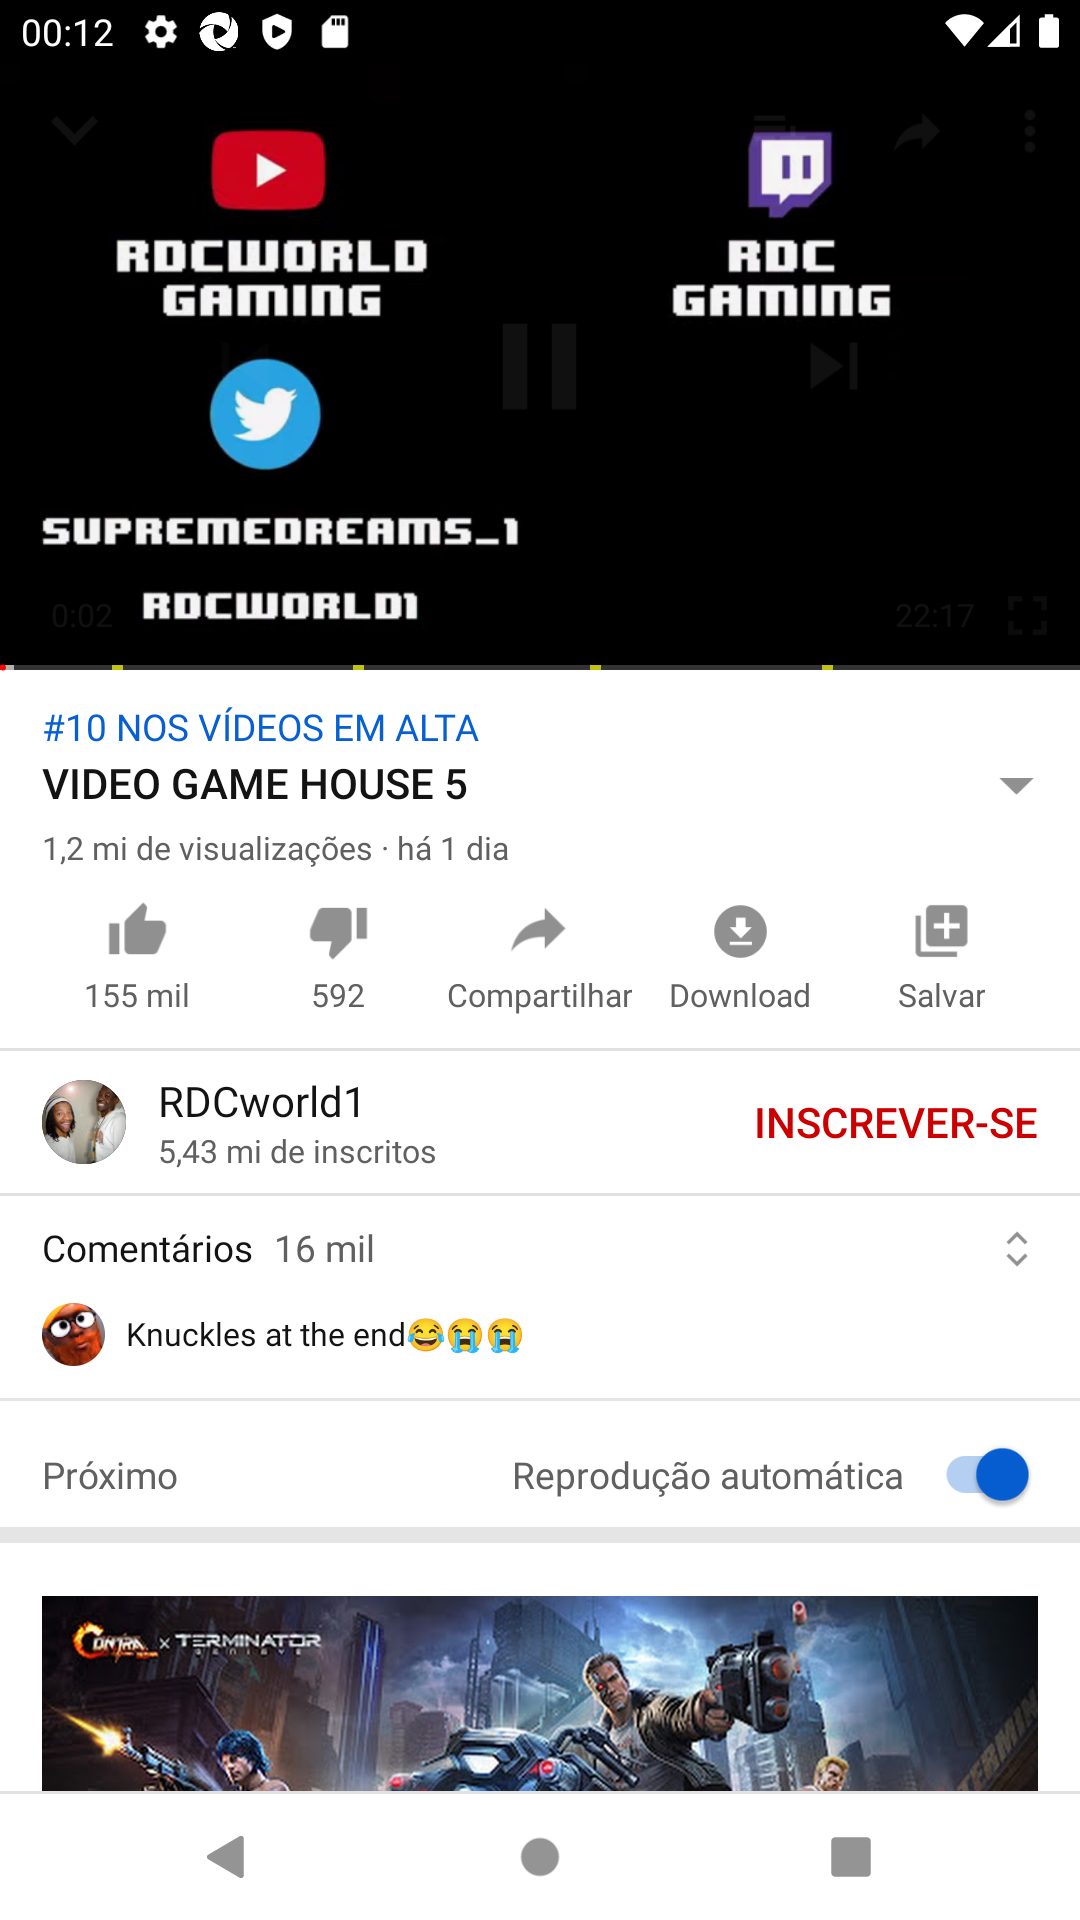 00:12
RDCWORLD
GAMING
RDC
GAMING
SUPREMEDREAMS_1
RDCWORLD1
0:02
22:17
#10 NOS VÍDEOS EM ALTA
VIDEO GAME HOUSE 5
1,2 mi de visualizações · há 1 dia
155 mil
592
Compartilhar
Download
Salvar
RDCworld1
5,43 mi de inscritos
INSCREVER-SE
Comentários 16 mil
Knuckles at the end😂😭😭
Próximo
Reprodução automática
CONTRA x TERMINATOR
GENISYS